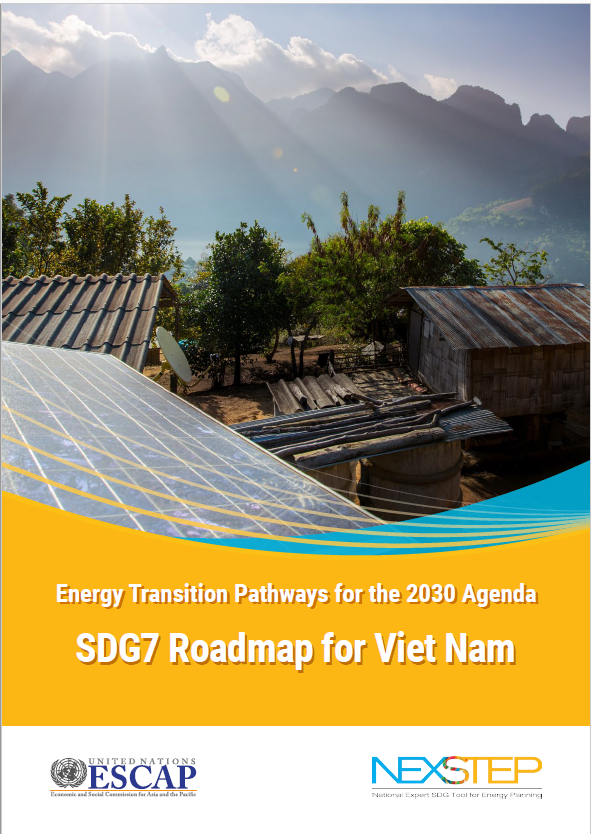 Energy Transition Pathways for the 2030 Agenda
SDG7 Roadmap for Viet Nam
UNITED NATIONS
ESCAP
Economic and Social Commission for Asia and the Pacific
NEXSTEP
National Expert SDG Tool for Energy Planning